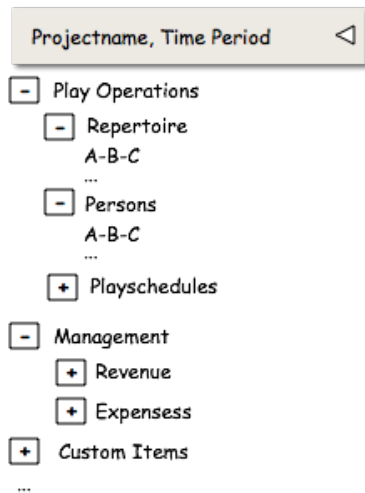 Projectname, Time Period
Play Operations
Repertoire
A-B-C
...
Persons
A-B-C
...
Playschedules
Management
Revenue
Expensess
Custom Items
...